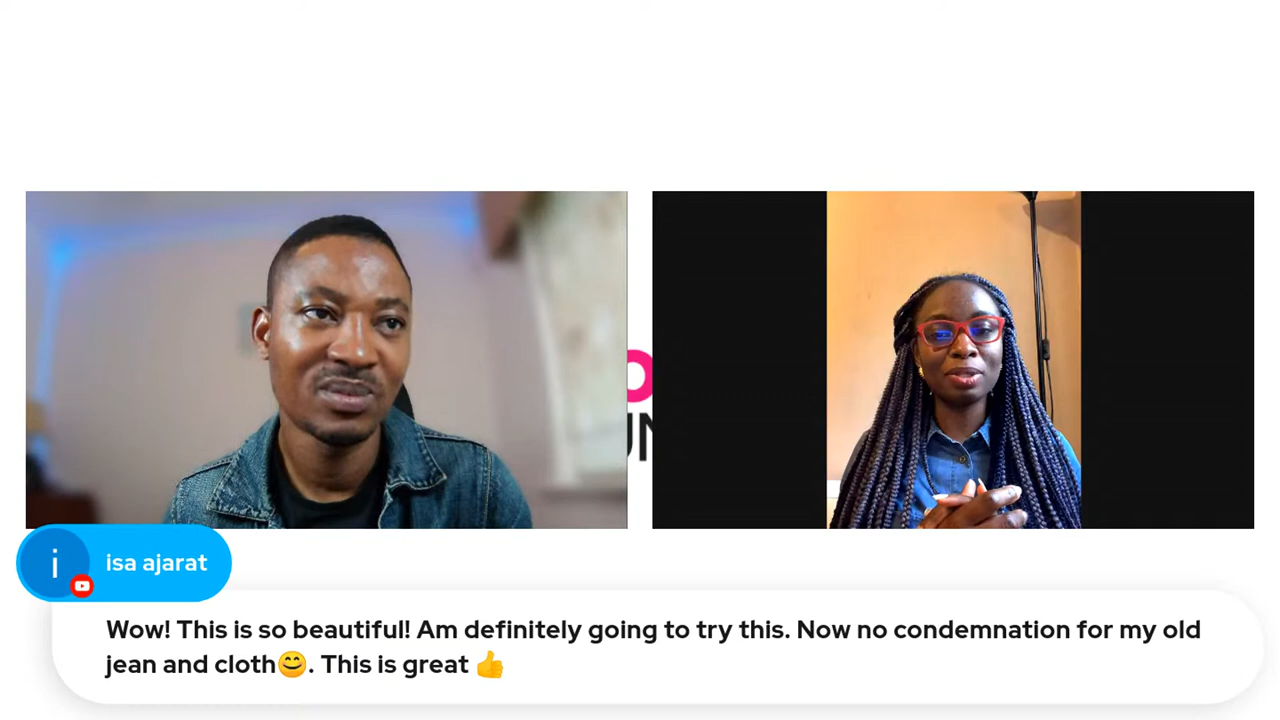 isa ajarat
Wow! This is so beautiful! Am definitely going to try this. Now no condemnation for my old
jean and cloth😊. This is great 👍